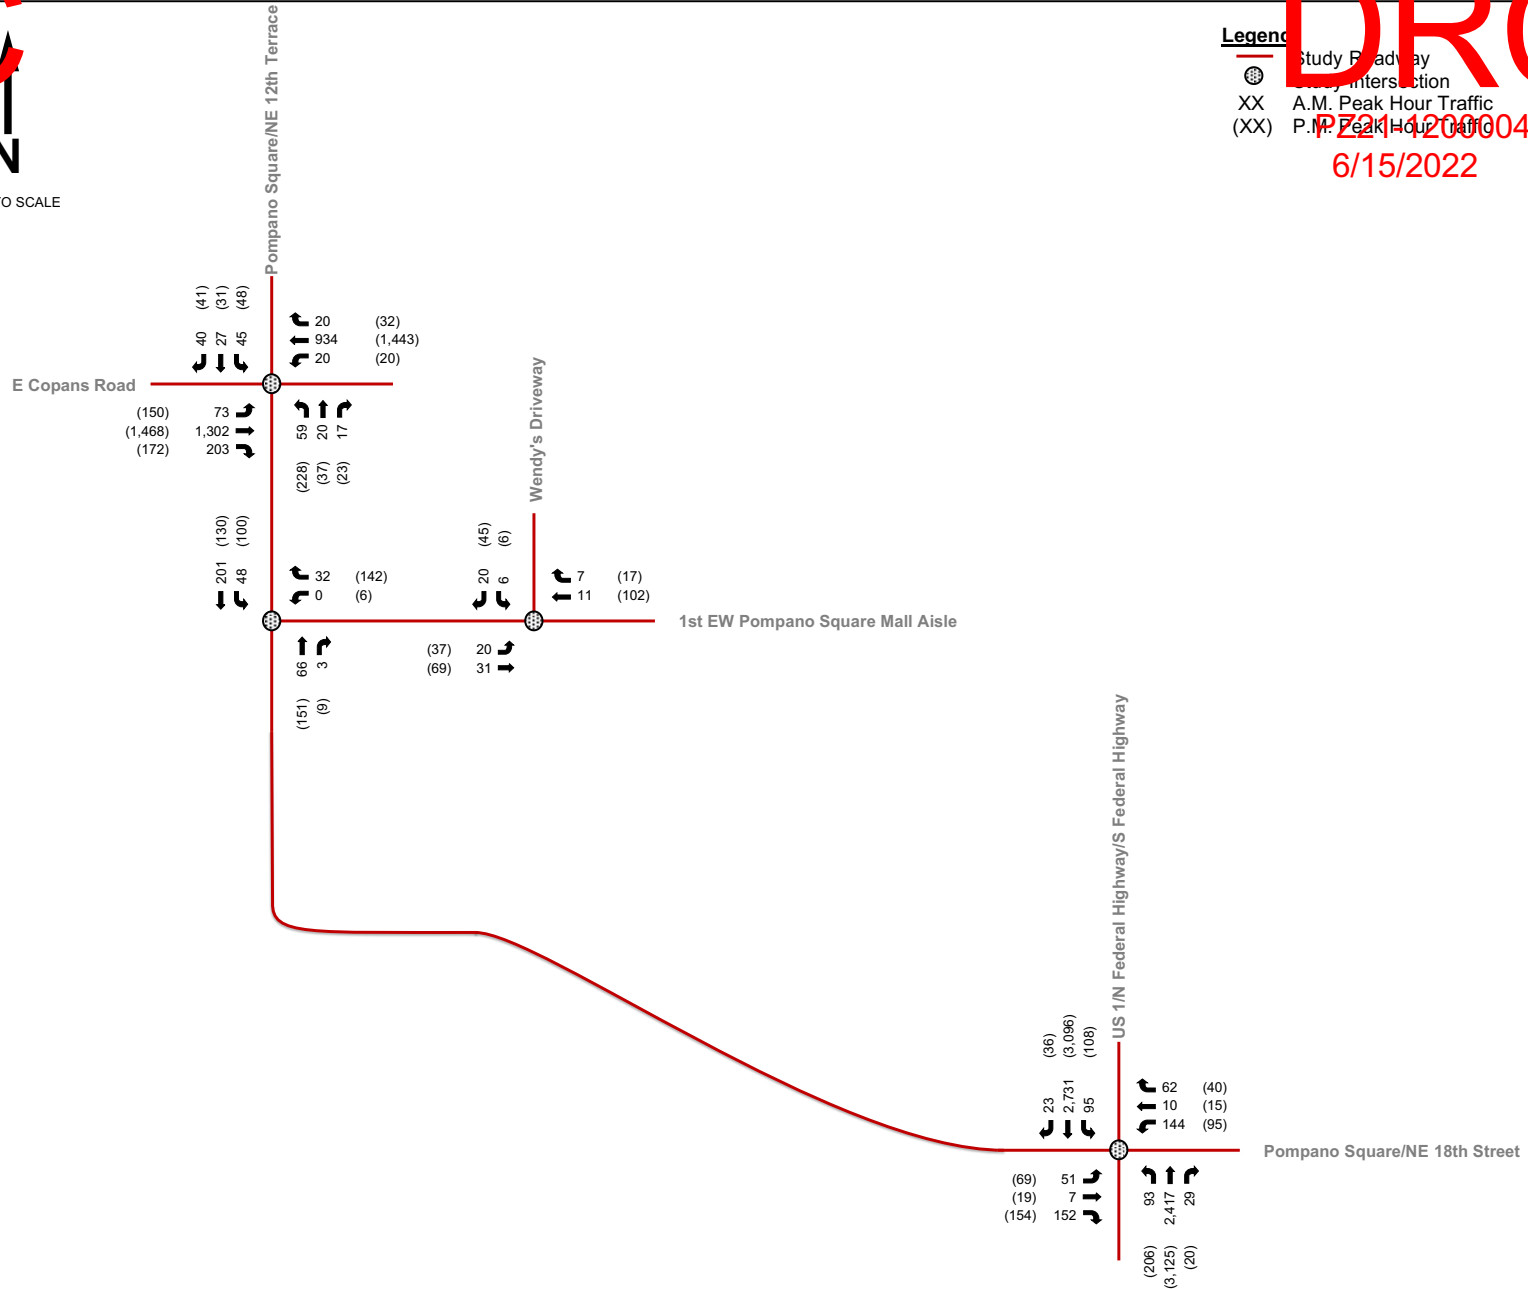 Legend
Study Roadway
Study Intersection
XX A.M. Peak Hour Traffic
(XX) P.M. Peak Hour Traffic
DRC
PZ21-1200004
6/15/2022
N
TO SCALE
Pompano Square/NE 12th Terrace
(41) (31) (48)
40 27 45
20 (32)
934 (1,443)
20 (20)
E Copans Road
(150) 73
(1,468) 1,302
(172) 203
59 20 17
(228) (37) (23)
Wendy's Driveway
(130) (100)
201 48
32 (142)
0 (6)
66 3
(151) (9)
(45) (6)
20 6
7 (17)
11 (102)
1st EW Pompano Square Mall Aisle
(37) 20
(69) 31
US 1/N Federal Highway/S Federal Highway
(36) (3,096) (108)
23 2,731 95
62 (40)
10 (15)
144 (95)
Pompano Square/NE 18th Street
(69) 51
(19) 7
(154) 152
93 2,417 29
(206) (3,125) (20)